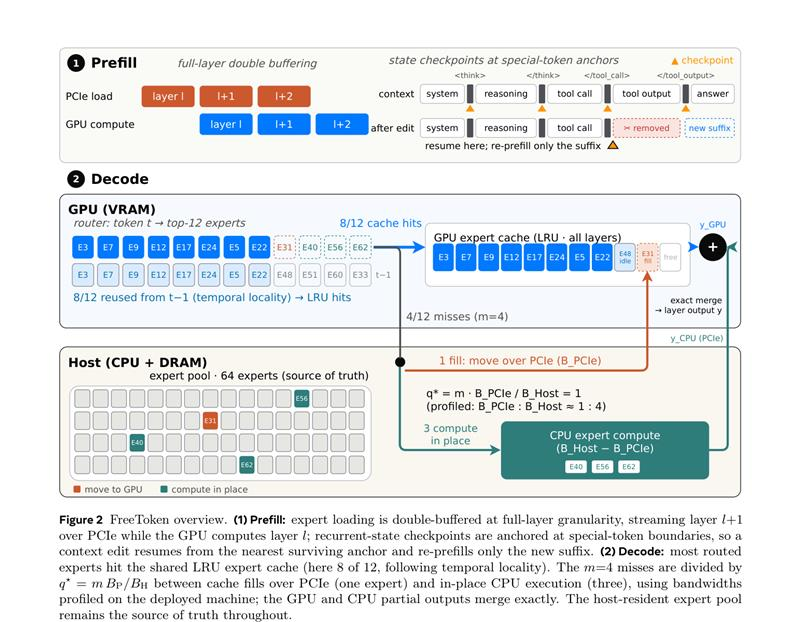 1 Prefill
full-layer double buffering
state checkpoints at special-token anchors
▲ checkpoint
<think> </think> </tool_call> </tool_output>
PCIe load
layer l
l+1
l+2
context
system
reasoning
tool call
tool output
answer
GPU compute
layer l
l+1
l+2
after edit
system
reasoning
tool call
✂ removed
new suffix
resume here; re-prefill only the suffix
2 Decode
GPU (VRAM)
router: token t → top-12 experts
8/12 cache hits
E3 E7 E9 E12 E17 E24 E5 E22 E31 E40 E56 E62
E3 E7 E9 E12 E17 E24 E5 E22 E48 E51 E60 E33 t−1
8/12 reused from t−1 (temporal locality) → LRU hits
GPU expert cache (LRU · all layers)
E3 E7 E9 E12 E17 E24 E5 E22
E48 idle
E31 fill
free
y_GPU
+
exact merge
→ layer output y
4/12 misses (m=4)
y_CPU (PCIe)
Host (CPU + DRAM)
expert pool · 64 experts (source of truth)
E56
E31
E40
E62
move to GPU
compute in place
1 fill: move over PCIe (B_PCIe)
q* = m · B_PCIe / B_Host = 1
(profiled: B_PCIe : B_Host ≈ 1 : 4)
3 compute
in place
CPU expert compute
(B_Host − B_PCIe)
E40 E56 E62
Figure 2 FreeToken overview. (1) Prefill: expert loading is double-buffered at full-layer granularity, streaming layer l+1
over PCIe while the GPU computes layer l; recurrent-state checkpoints are anchored at special-token boundaries, so a
context edit resumes from the nearest surviving anchor and re-prefills only the new suffix. (2) Decode: most routed
experts hit the shared LRU expert cache (here 8 of 12, following temporal locality). The m=4 misses are divided by
q⋆ = m B_P/B_H between cache fills over PCIe (one expert) and in-place CPU execution (three), using bandwidths
profiled on the deployed machine; the GPU and CPU partial outputs merge exactly. The host-resident expert pool
remains the source of truth throughout.